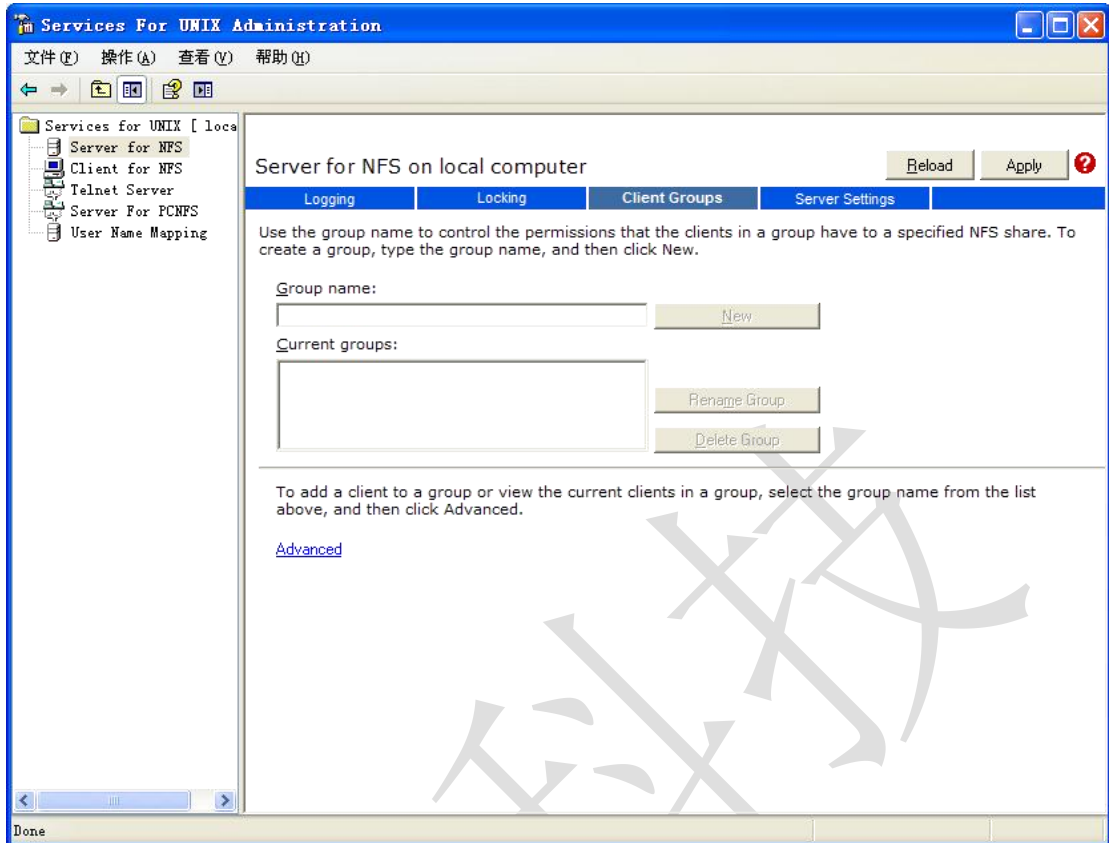 Services For UNIX Administration
文件(F) 操作(A) 查看(V) 帮助(H)
Services for UNIX [ loca
Server for NFS
Client for NFS
Telnet Server
Server For PCNFS
User Name Mapping
Server for NFS on local computer
Reload
Apply
Logging
Locking
Client Groups
Server Settings
Use the group name to control the permissions that the clients in a group have to a specified NFS share. To
create a group, type the group name, and then click New.
Group name:
New
Current groups:
Rename Group
Delete Group
To add a client to a group or view the current clients in a group, select the group name from the list
above, and then click Advanced.
Advanced
科技
Done